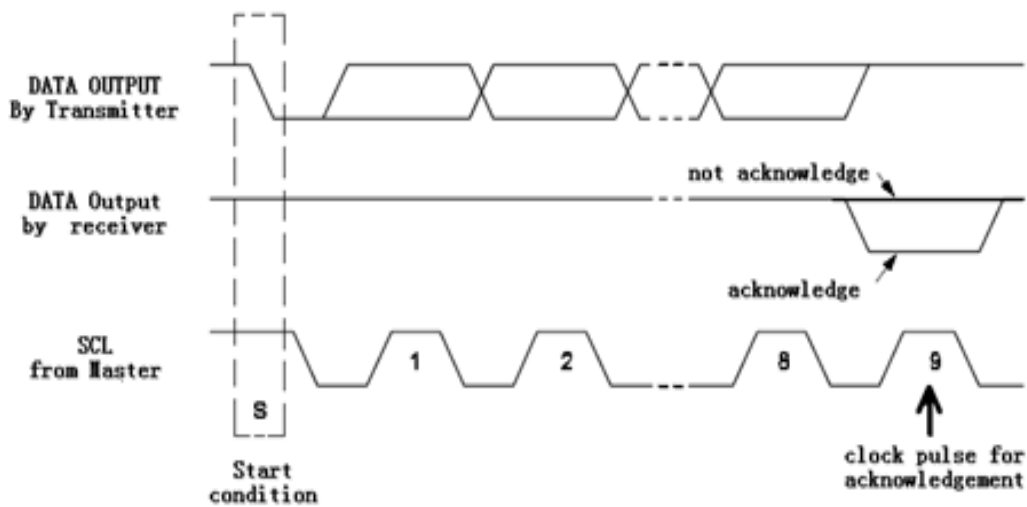 DATA OUTPUT
By Transmitter
not acknowledge
DATA Output
by receiver
acknowledge
SCL
from Master
1
2
8
9
S
Start
condition
clock pulse for
acknowledgement